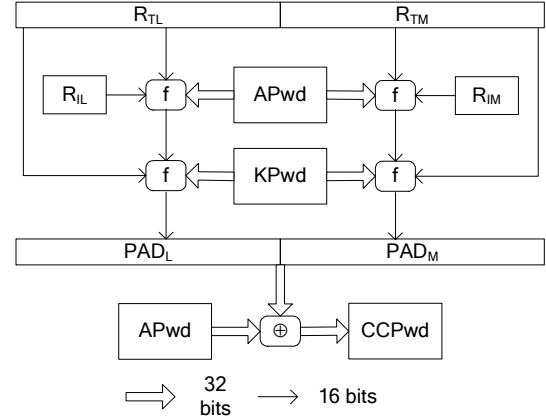 R_TL R_TM
R_IL f APwd f R_IM
f KPwd f
PAD_L PAD_M
APwd ⊕ CCPwd
32 bits 16 bits